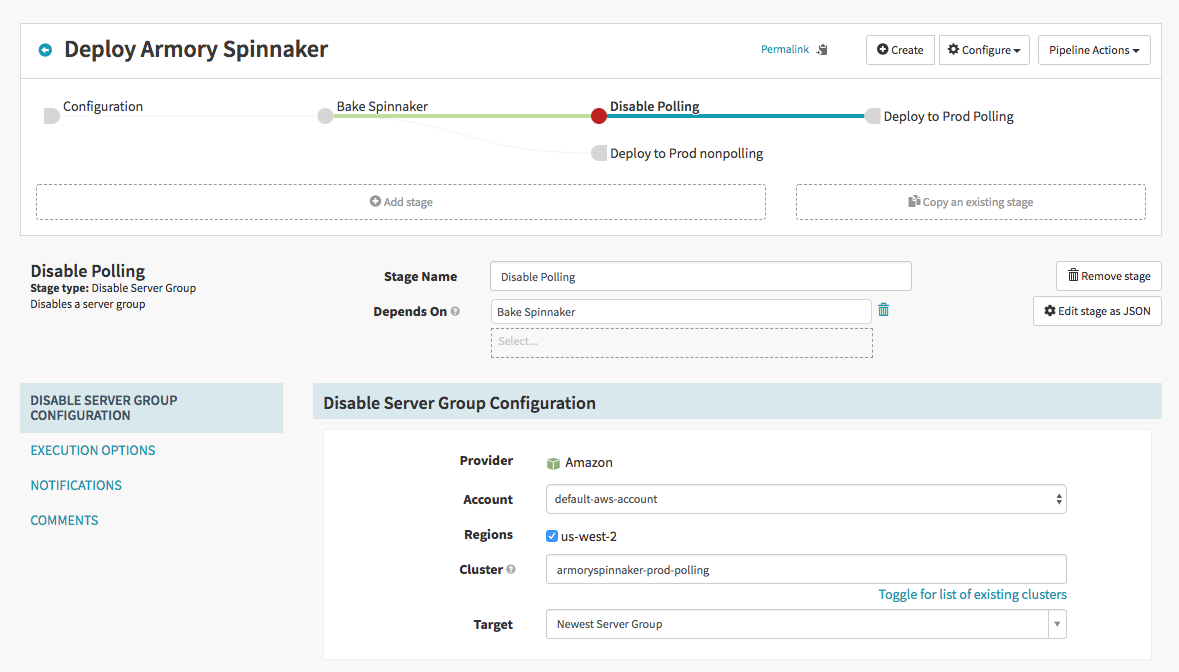 Deploy Armory Spinnaker
Permalink
Create
Configure
Pipeline Actions
Configuration
Bake Spinnaker
Disable Polling
Deploy to Prod Polling
Deploy to Prod nonpolling
Add stage
Copy an existing stage
Disable Polling
Stage type: Disable Server Group
Disables a server group
Stage Name
Disable Polling
Depends On
Bake Spinnaker
Select...
Remove stage
Edit stage as JSON
DISABLE SERVER GROUP
CONFIGURATION
EXECUTION OPTIONS
NOTIFICATIONS
COMMENTS
Disable Server Group Configuration
Provider
Amazon
Account
default-aws-account
Regions
us-west-2
Cluster
armoryspinnaker-prod-polling
Toggle for list of existing clusters
Target
Newest Server Group